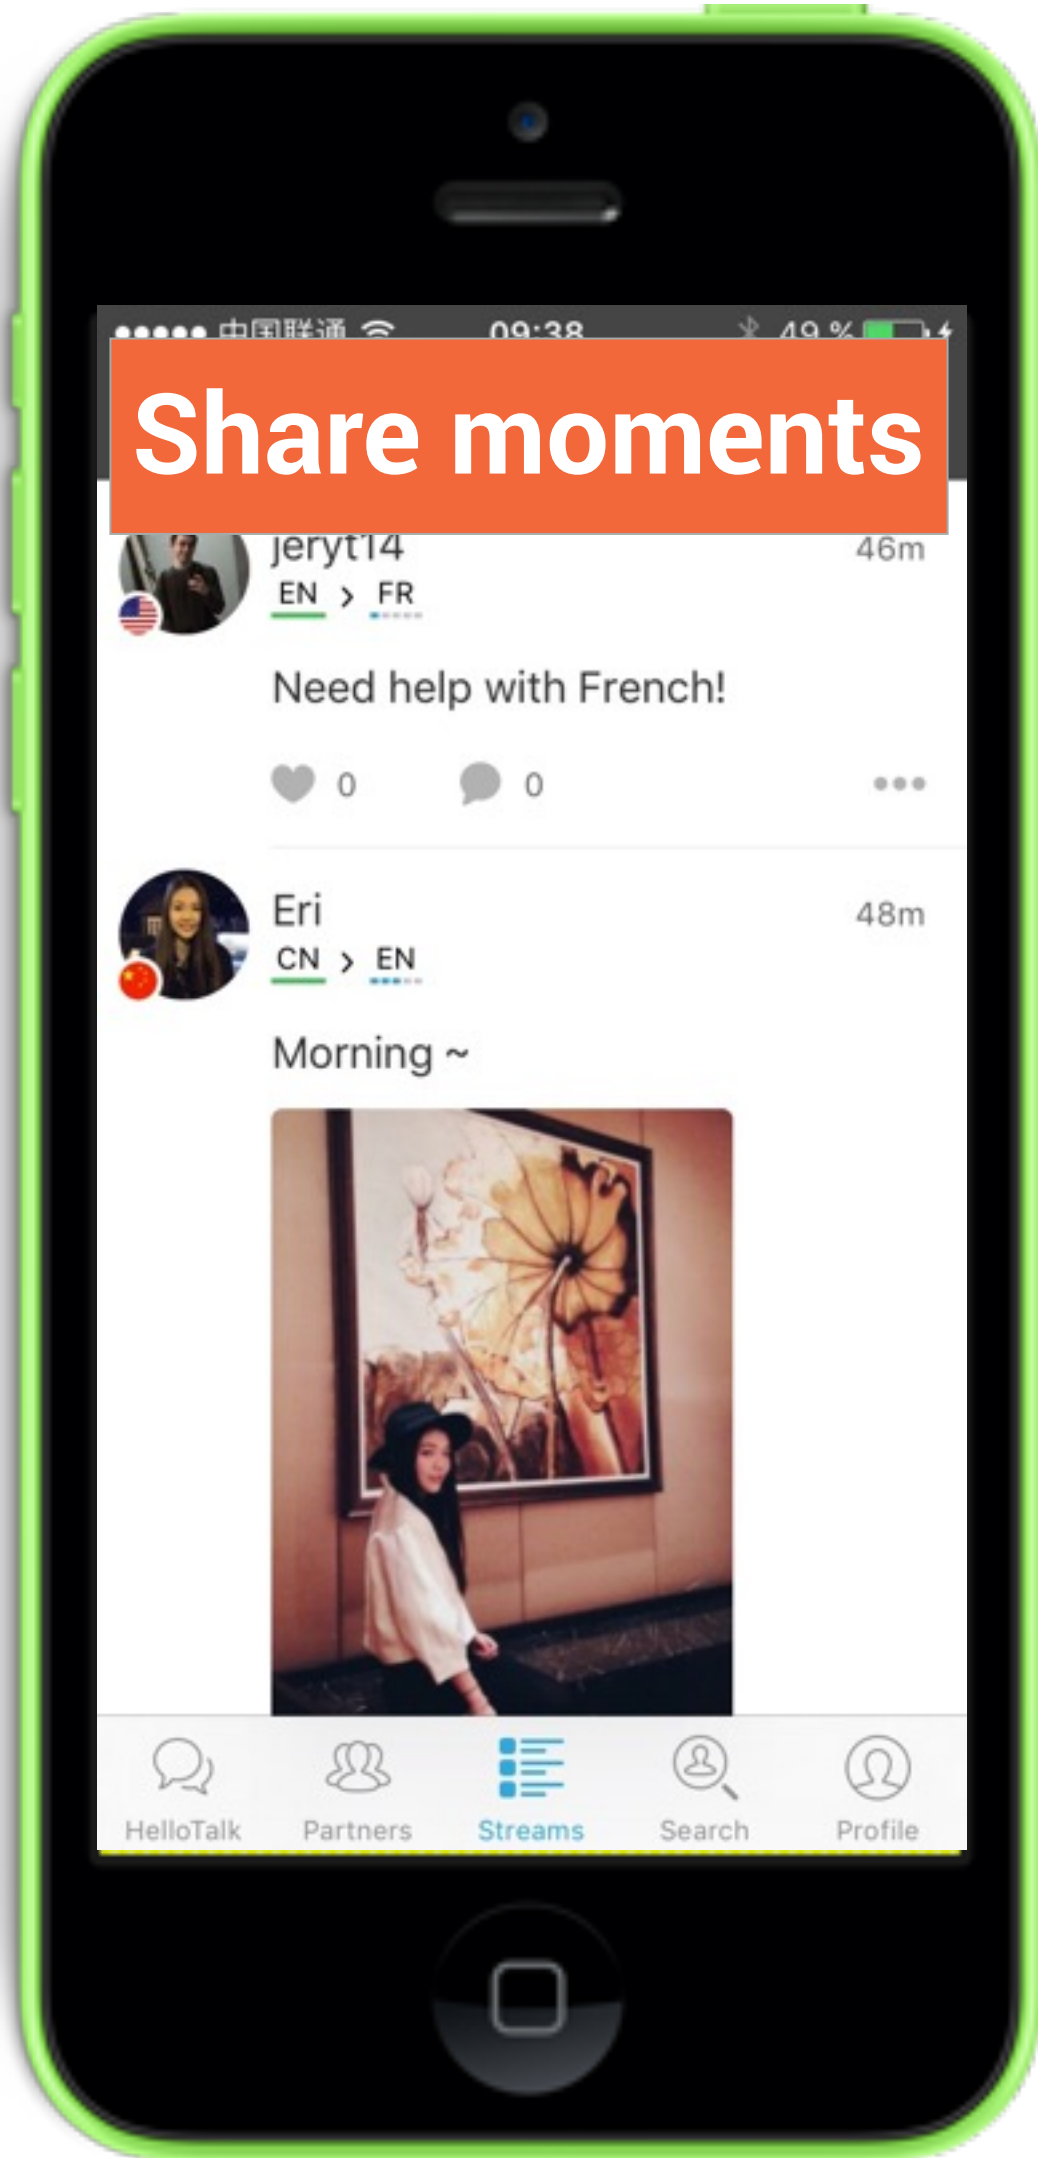 中国联通 09:38 49 %
Share moments
jeryt14 46m
EN > FR
Need help with French!
0 0
Eri 48m
CN > EN
Morning ~
HelloTalk Partners Streams Search Profile